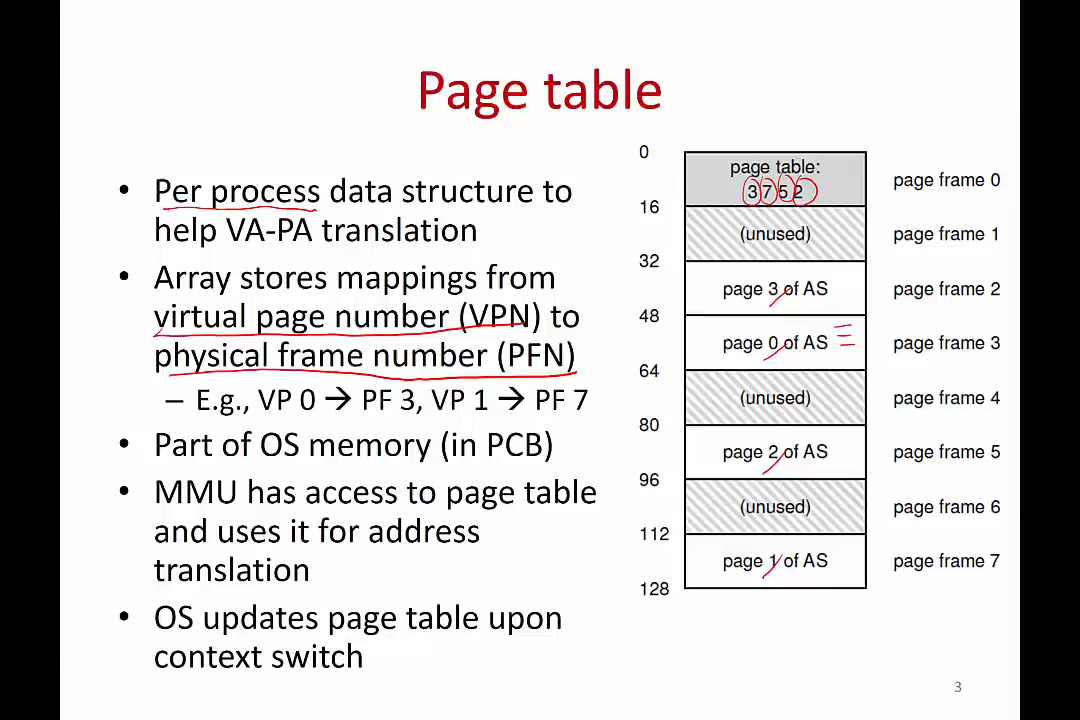 Page table
• Per process data structure to
help VA-PA translation
• Array stores mappings from
virtual page number (VPN) to
physical frame number (PFN)
– E.g., VP 0 → PF 3, VP 1 → PF 7
• Part of OS memory (in PCB)
• MMU has access to page table
and uses it for address
translation
• OS updates page table upon
context switch
0
page table:
3 7 5 2
page frame 0
16
(unused)
page frame 1
32
page 3 of AS
page frame 2
48
page 0 of AS
page frame 3
64
(unused)
page frame 4
80
page 2 of AS
page frame 5
96
(unused)
page frame 6
112
page 1 of AS
page frame 7
128
3